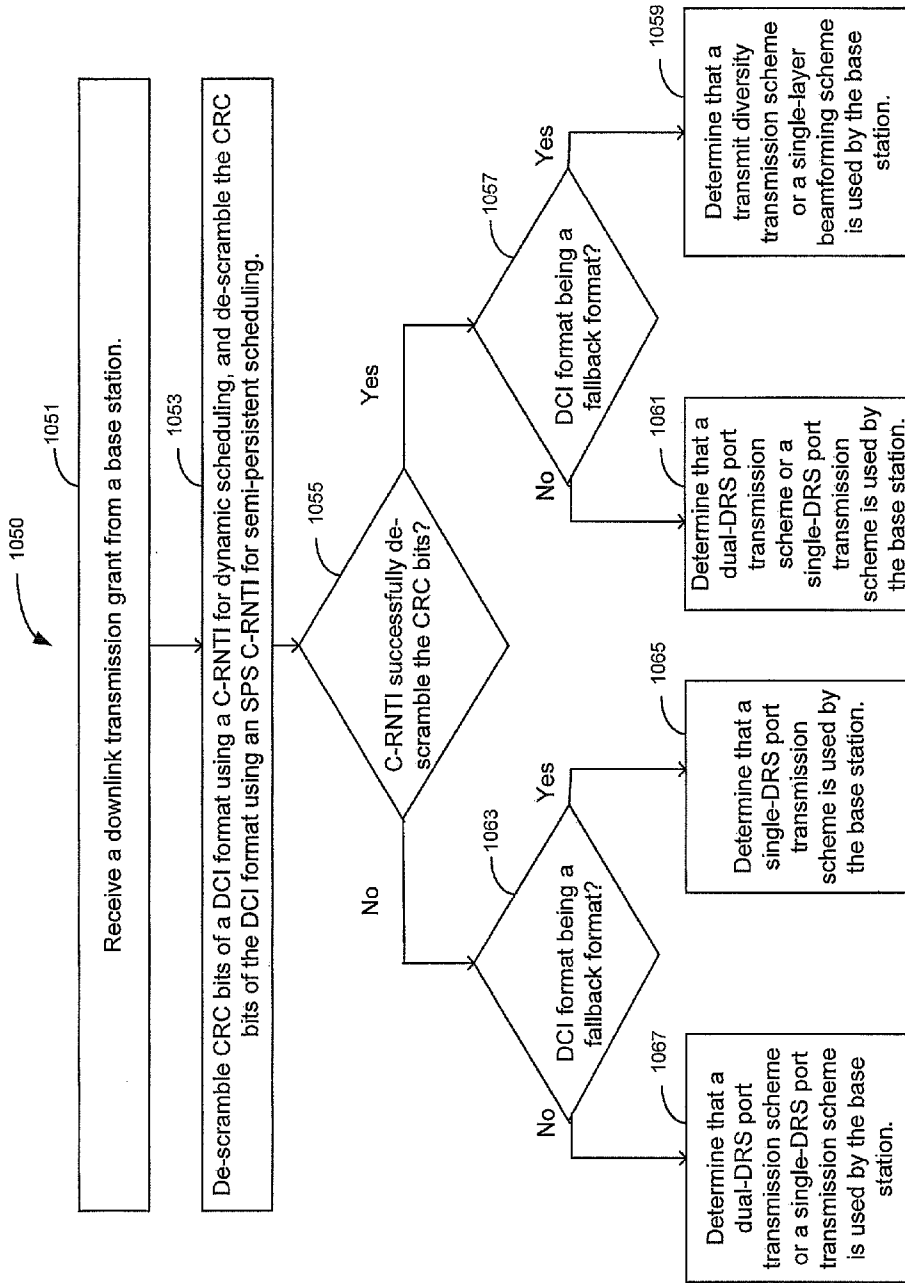 1050
1051
Receive a downlink transmission grant from a base station.
1053
De-scramble CRC bits of a DCI format using a C-RNTI for dynamic scheduling, and de-scramble the CRC
bits of the DCI format using an SPS C-RNTI for semi-persistent scheduling.
1055
C-RNTI successfully de-
scramble the CRC bits?
No
Yes
1063
DCI format being a
fallback format?
No
Yes
1057
DCI format being a
fallback format?
No
Yes
1067
Determine that a
dual-DRS port
transmission scheme
or a single-DRS port
transmission scheme
is used by the base
station.
1065
Determine that a
single-DRS port
transmission
scheme is used by
the base station.
1061
Determine that a
dual-DRS port
transmission
scheme or a
single-DRS port
transmission
scheme is used by
the base station.
1059
Determine that a
transmit diversity
transmission scheme
or a single-layer
beamforming scheme
is used by the base
station.